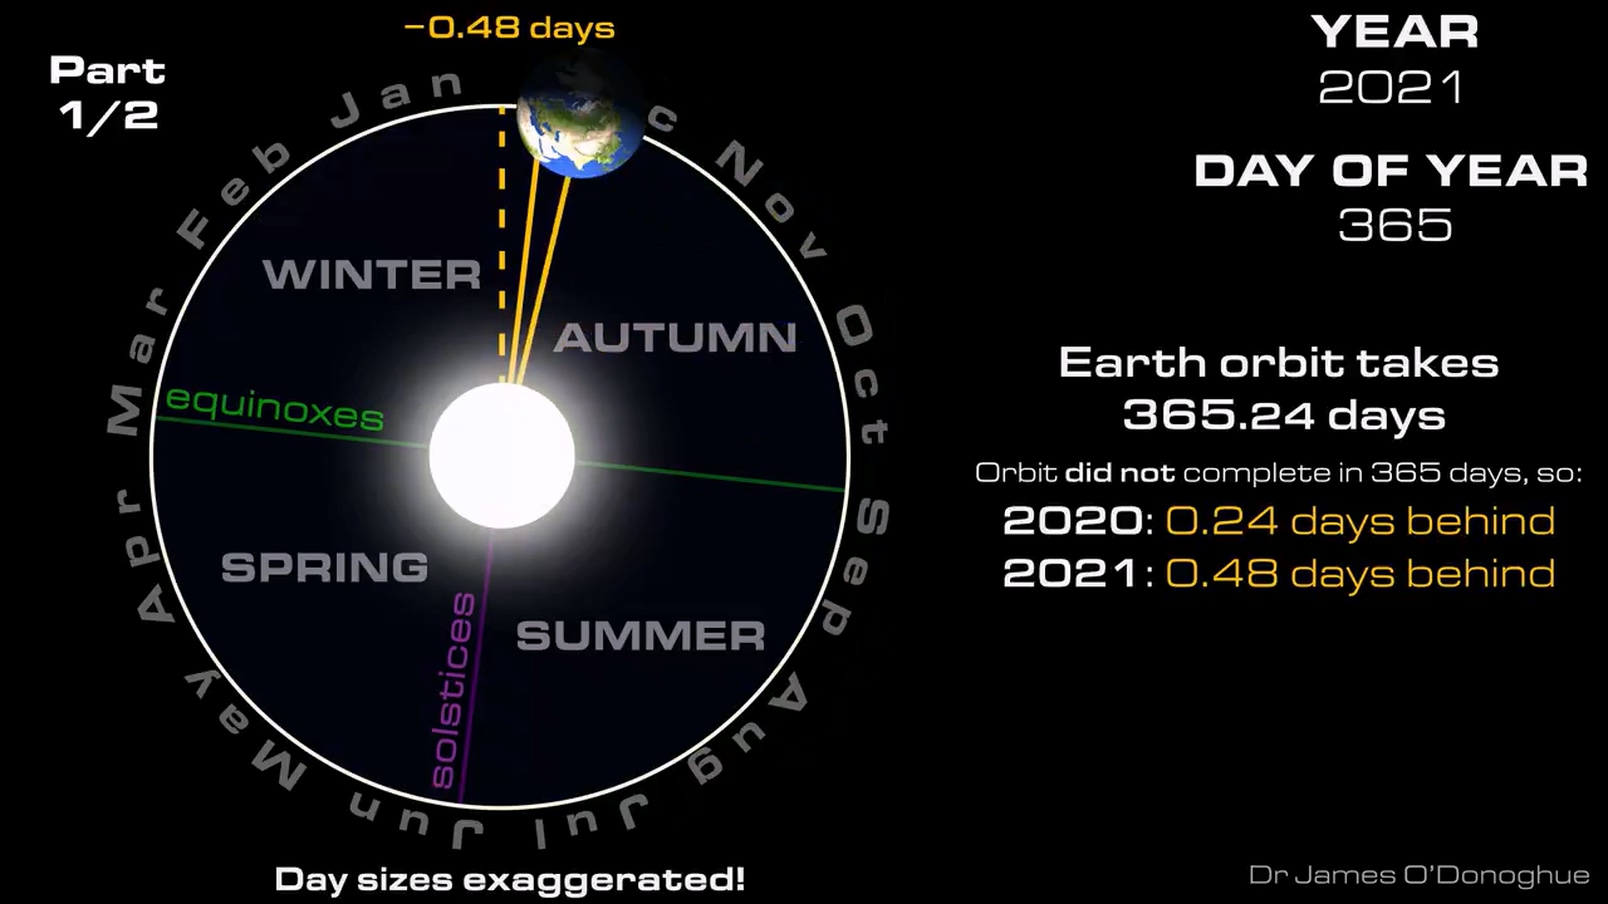 −0.48 days
Part
1/2
YEAR
2021
DAY OF YEAR
365
Jan
Feb
Mar
Apr
May
Jun
Jul
Aug
Sep
Oct
Nov
c
WINTER
AUTUMN
SPRING
SUMMER
equinoxes
solstices
Earth orbit takes
365.24 days
Orbit did not complete in 365 days, so:
2020: 0.24 days behind
2021: 0.48 days behind
Day sizes exaggerated!
Dr James O'Donoghue